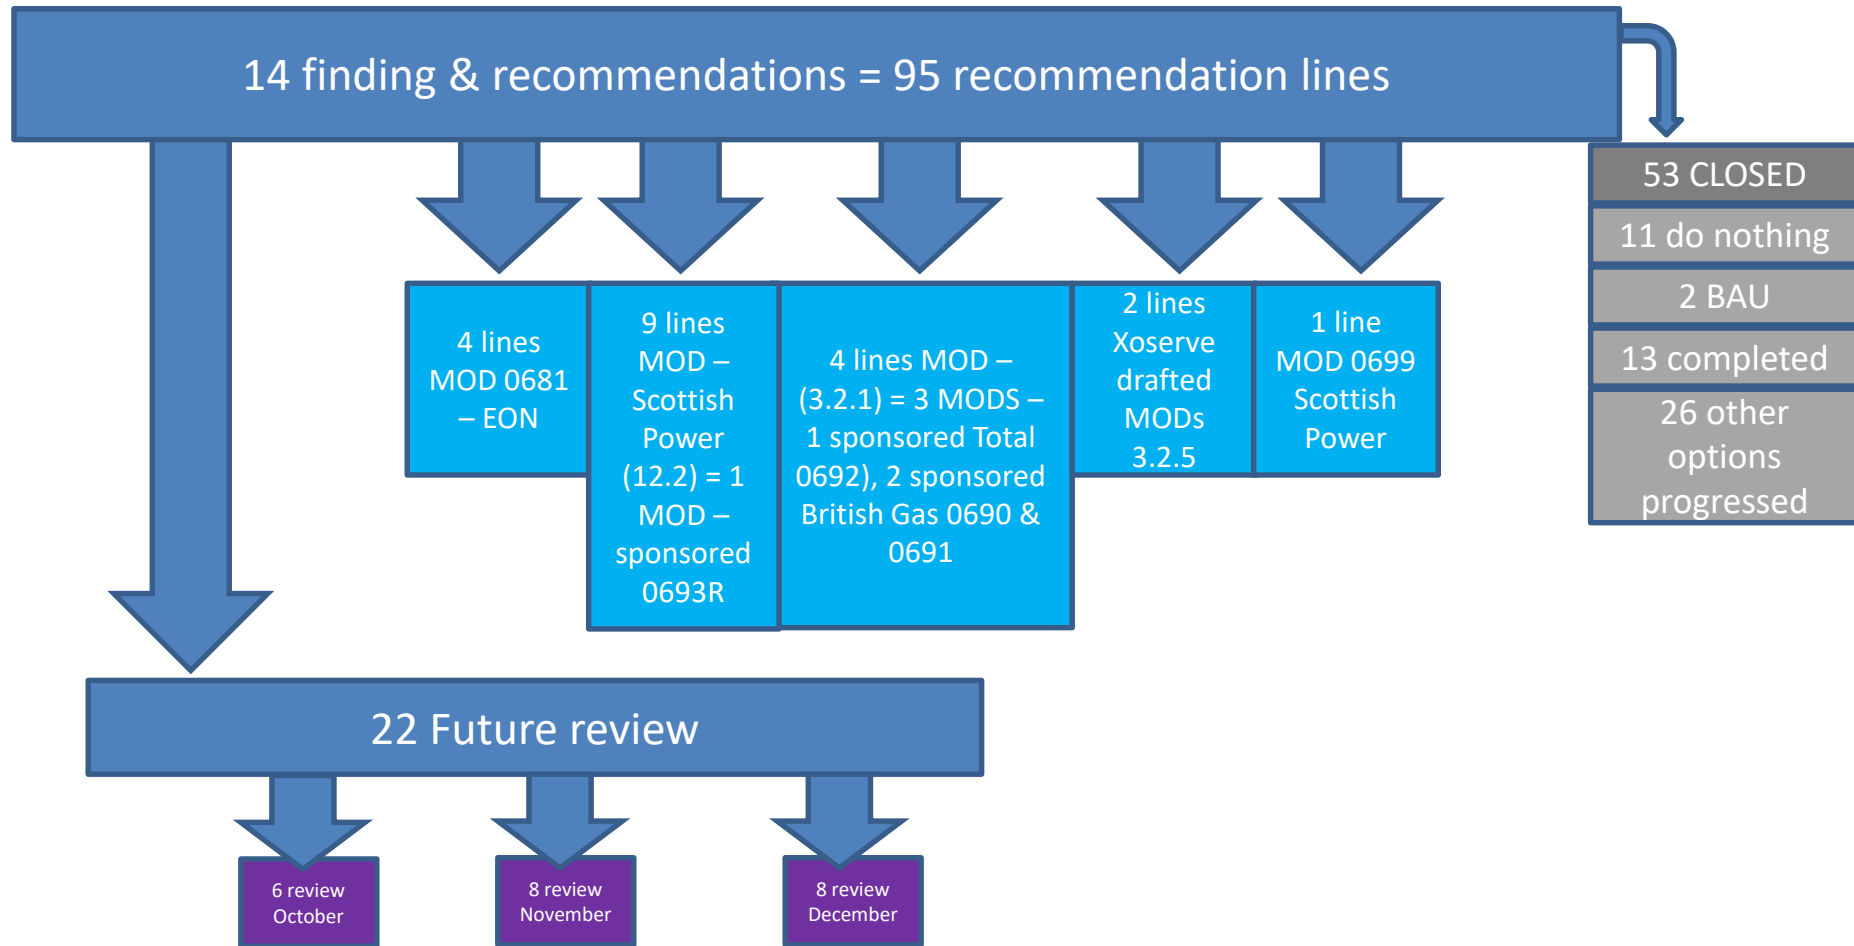 14 finding & recommendations = 95 recommendation lines
53 CLOSED
11 do nothing
2 BAU
13 completed
26 other
options
progressed
4 lines
MOD 0681
– EON
9 lines
MOD –
Scottish
Power
(12.2) = 1
MOD –
sponsored
0693R
4 lines MOD –
(3.2.1) = 3 MODS –
1 sponsored Total
0692), 2 sponsored
British Gas 0690 &
0691
2 lines
Xoserve
drafted
MODs
3.2.5
1 line
MOD 0699
Scottish
Power
22 Future review
6 review
October
8 review
November
8 review
December